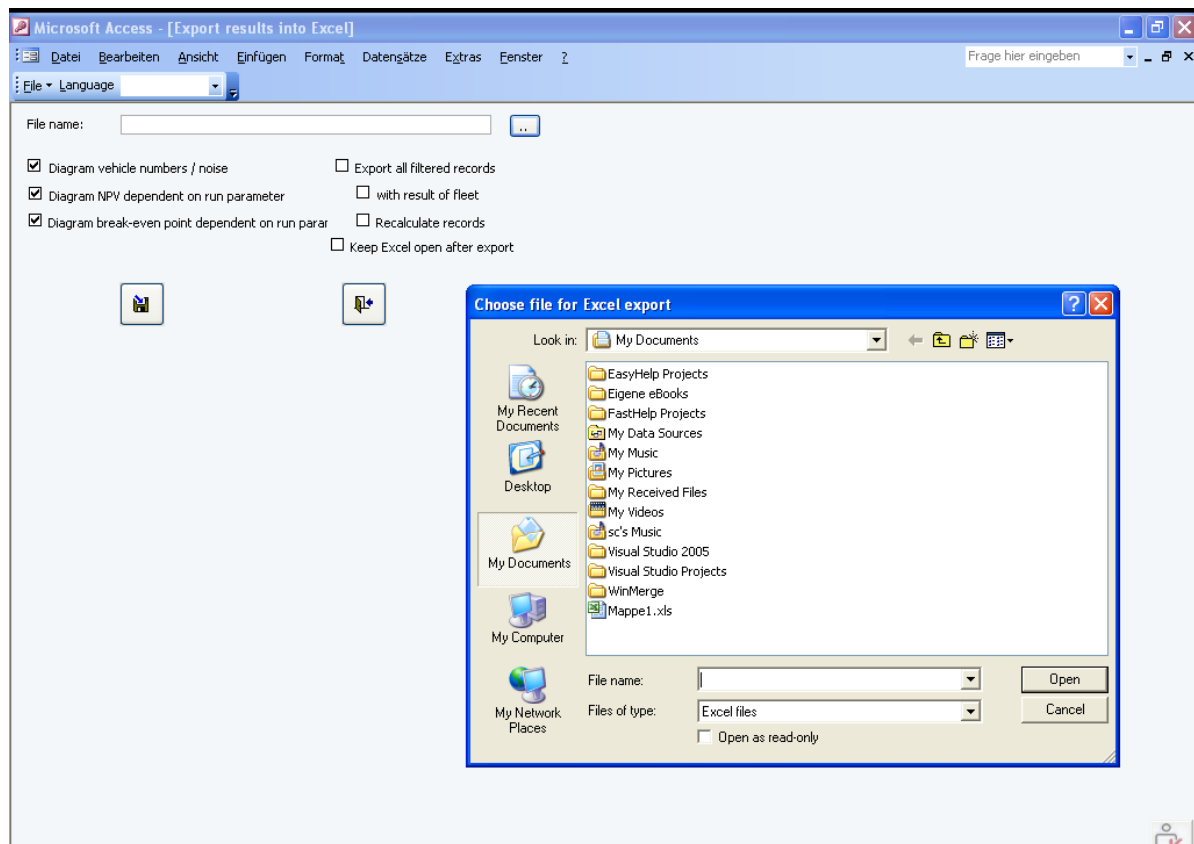 Microsoft Access - [Export results into Excel]
Datei Bearbeiten Ansicht Einfügen Format Datensätze Extras Fenster ? Frage hier eingeben
File Language
File name: ..
Diagram vehicle numbers / noise Export all filtered records
Diagram NPV dependent on run parameter with result of fleet
Diagram break-even point dependent on run parar Recalculate records
Keep Excel open after export
Choose file for Excel export
Look in: My Documents
My Recent Documents
Desktop
My Documents
My Computer
My Network Places
EasyHelp Projects
Eigene eBooks
FastHelp Projects
My Data Sources
My Music
My Pictures
My Received Files
My Videos
sc's Music
Visual Studio 2005
Visual Studio Projects
WinMerge
Mappe1.xls
File name: Open
Files of type: Excel files Cancel
Open as read-only